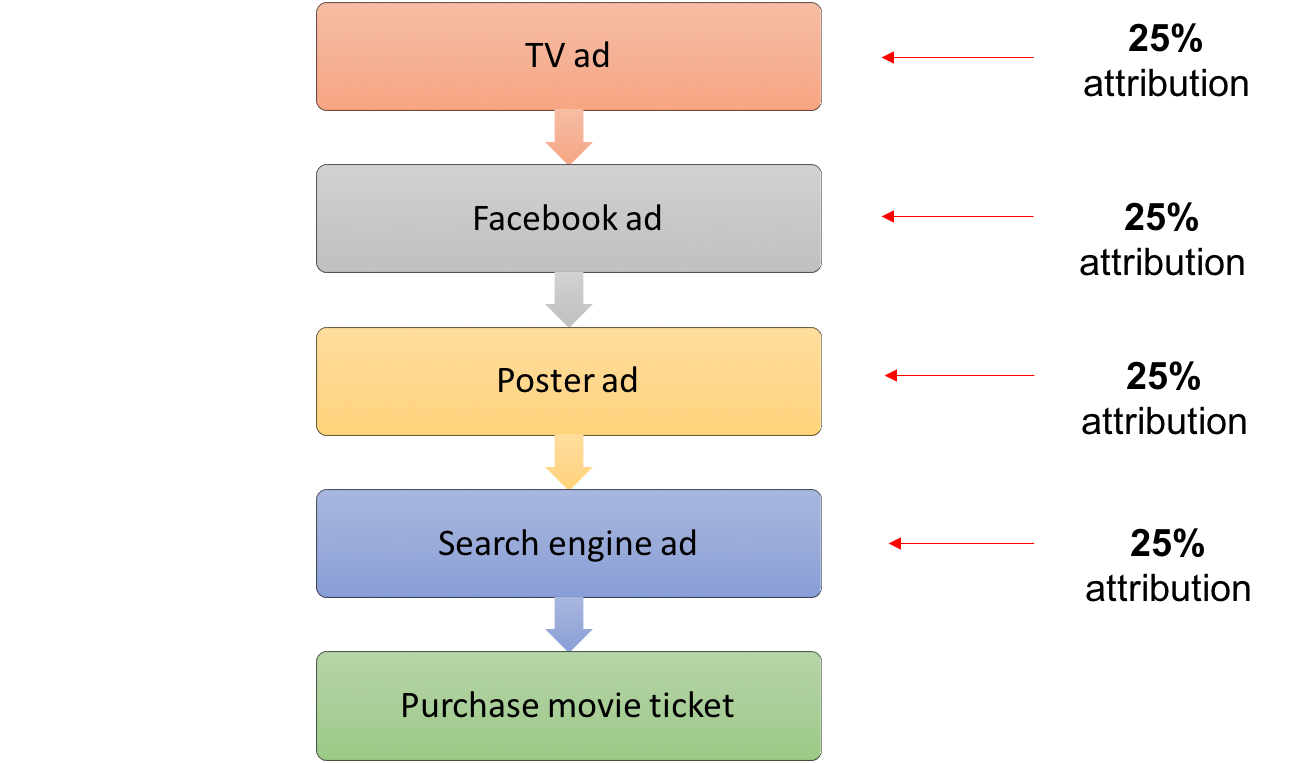 TV ad
25%
attribution
Facebook ad
25%
attribution
Poster ad
25%
attribution
Search engine ad
25%
attribution
Purchase movie ticket